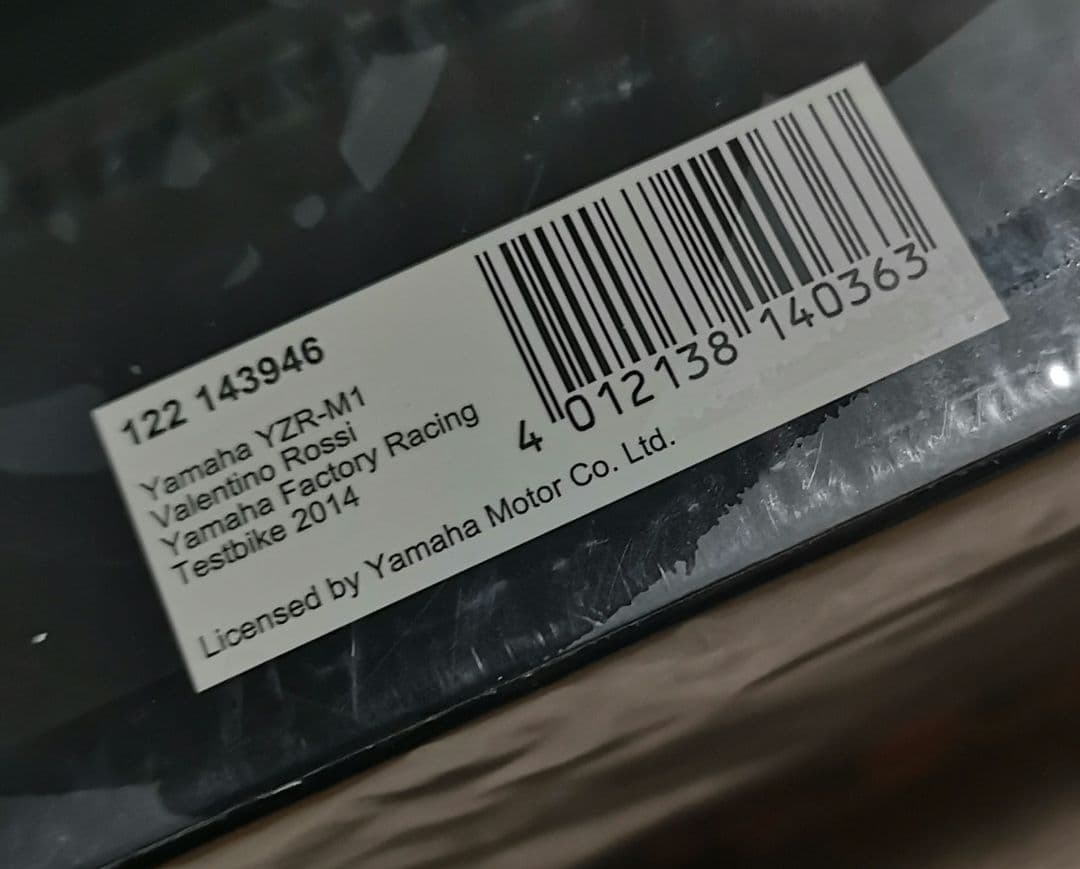 122 143946
Yamaha YZR-M1
Valentino Rossi
Yamaha Factory Racing
Testbike 2014
Licensed by Yamaha Motor Co. Ltd.
4 012138 140363